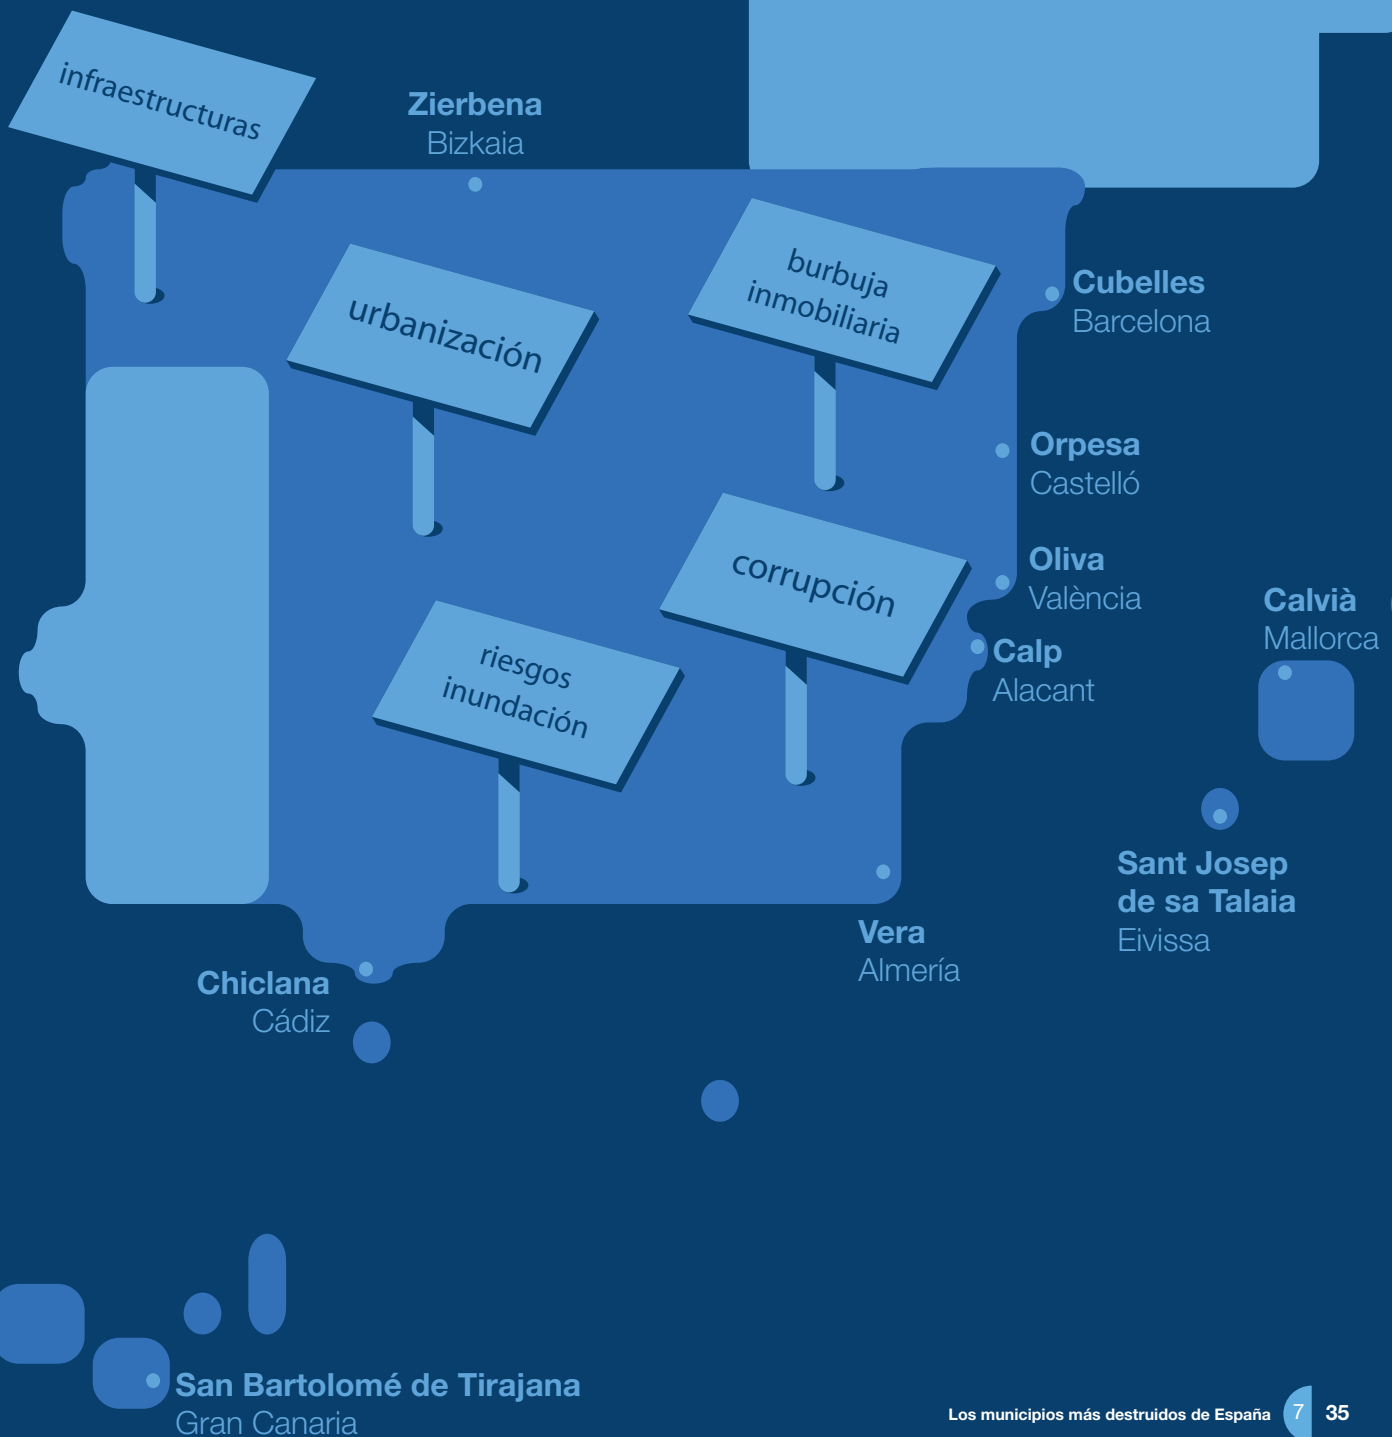 infraestructuras
Zierbena
Bizkaia
urbanización
burbuja
inmobiliaria
Cubelles
Barcelona
Orpesa
Castelló
corrupción
Oliva
València
Calvià
Mallorca
riesgos
inundación
Calp
Alacant
Sant Josep
de sa Talaia
Eivissa
Vera
Almería
Chiclana
Cádiz
San Bartolomé de Tirajana
Gran Canaria
Los municipios más destruidos de España 7 35